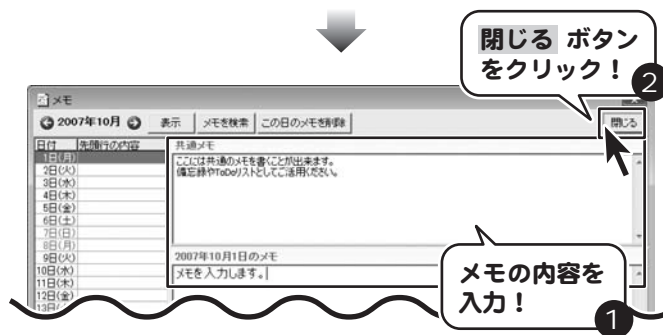 閉じる ボタン
をクリック！
2
メモ
2007年10月 表示 メモを検索 この日のメモを削除 閉じる
日付 先頭行の内容
1日(月)
2日(火)
3日(水)
4日(木)
5日(金)
6日(土)
7日(日)
8日(月)
9日(火)
10日(水)
11日(木)
12日(金)
共通メモ
ここには共通のメモを書くことが出来ます。
備忘録やToDoリストとしてご活用ください。
2007年10月1日のメモ
メモを入力します。
メモの内容を
入力！
1